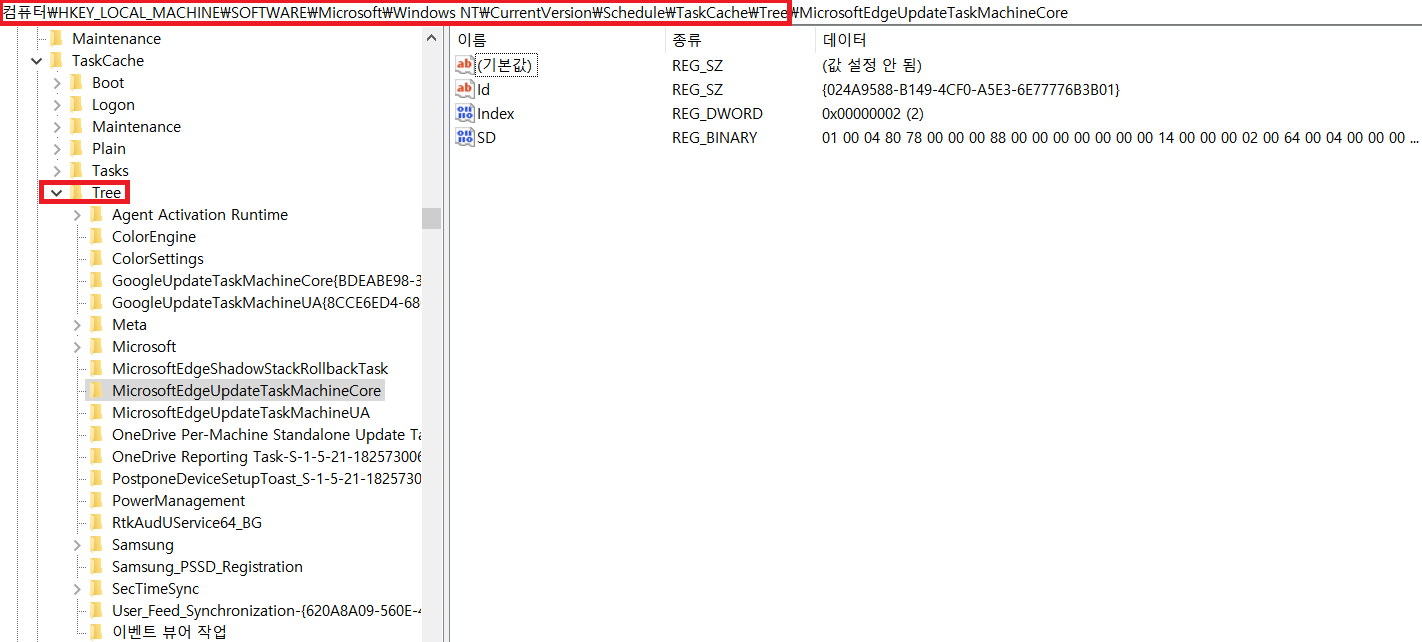 컴퓨터₩HKEY_LOCAL_MACHINE₩SOFTWARE₩Microsoft₩Windows NT₩CurrentVersion₩Schedule₩TaskCache₩Tree₩MicrosoftEdgeUpdateTaskMachineCore
Maintenance
TaskCache
Boot
Logon
Maintenance
Plain
Tasks
Tree
Agent Activation Runtime
ColorEngine
ColorSettings
GoogleUpdateTaskMachineCore{BDEABE98-3
GoogleUpdateTaskMachineUA{8CCE6ED4-68
Meta
Microsoft
MicrosoftEdgeShadowStackRollbackTask
MicrosoftEdgeUpdateTaskMachineCore
MicrosoftEdgeUpdateTaskMachineUA
OneDrive Per-Machine Standalone Update Ta
OneDrive Reporting Task-S-1-5-21-182573006
PostponeDeviceSetupToast_S-1-5-21-1825730
PowerManagement
RtkAudUService64_BG
Samsung
Samsung_PSSD_Registration
SecTimeSync
User_Feed_Synchronization-{620A8A09-560E-4
이벤트 뷰어 작업
이름 종류 데이터
(기본값) REG_SZ (값 설정 안 됨)
Id REG_SZ {024A9588-B149-4CF0-A5E3-6E77776B3B01}
Index REG_DWORD 0x00000002 (2)
SD REG_BINARY 01 00 04 80 78 00 00 00 88 00 00 00 00 00 00 00 14 00 00 00 02 00 64 00 04 00 00 00 ...